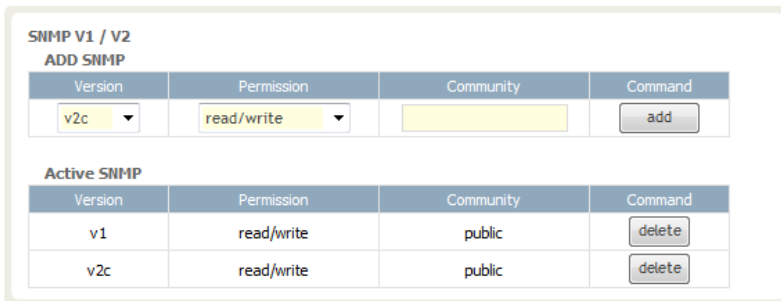 SNMP V1 / V2
ADD SNMP
Version Permission Community Command
v2c read/write add
Active SNMP
Version Permission Community Command
v1 read/write public delete
v2c read/write public delete